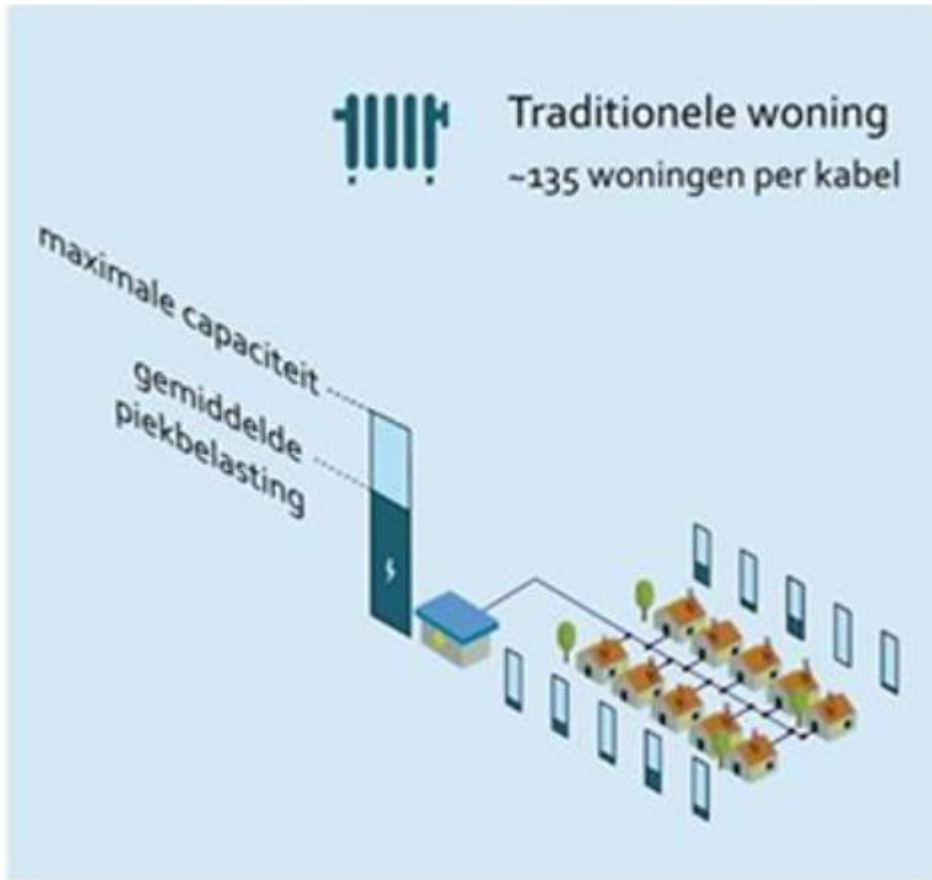 Traditionele woning
~135 woningen per kabel
maximale capaciteit
gemiddelde
piekbelasting